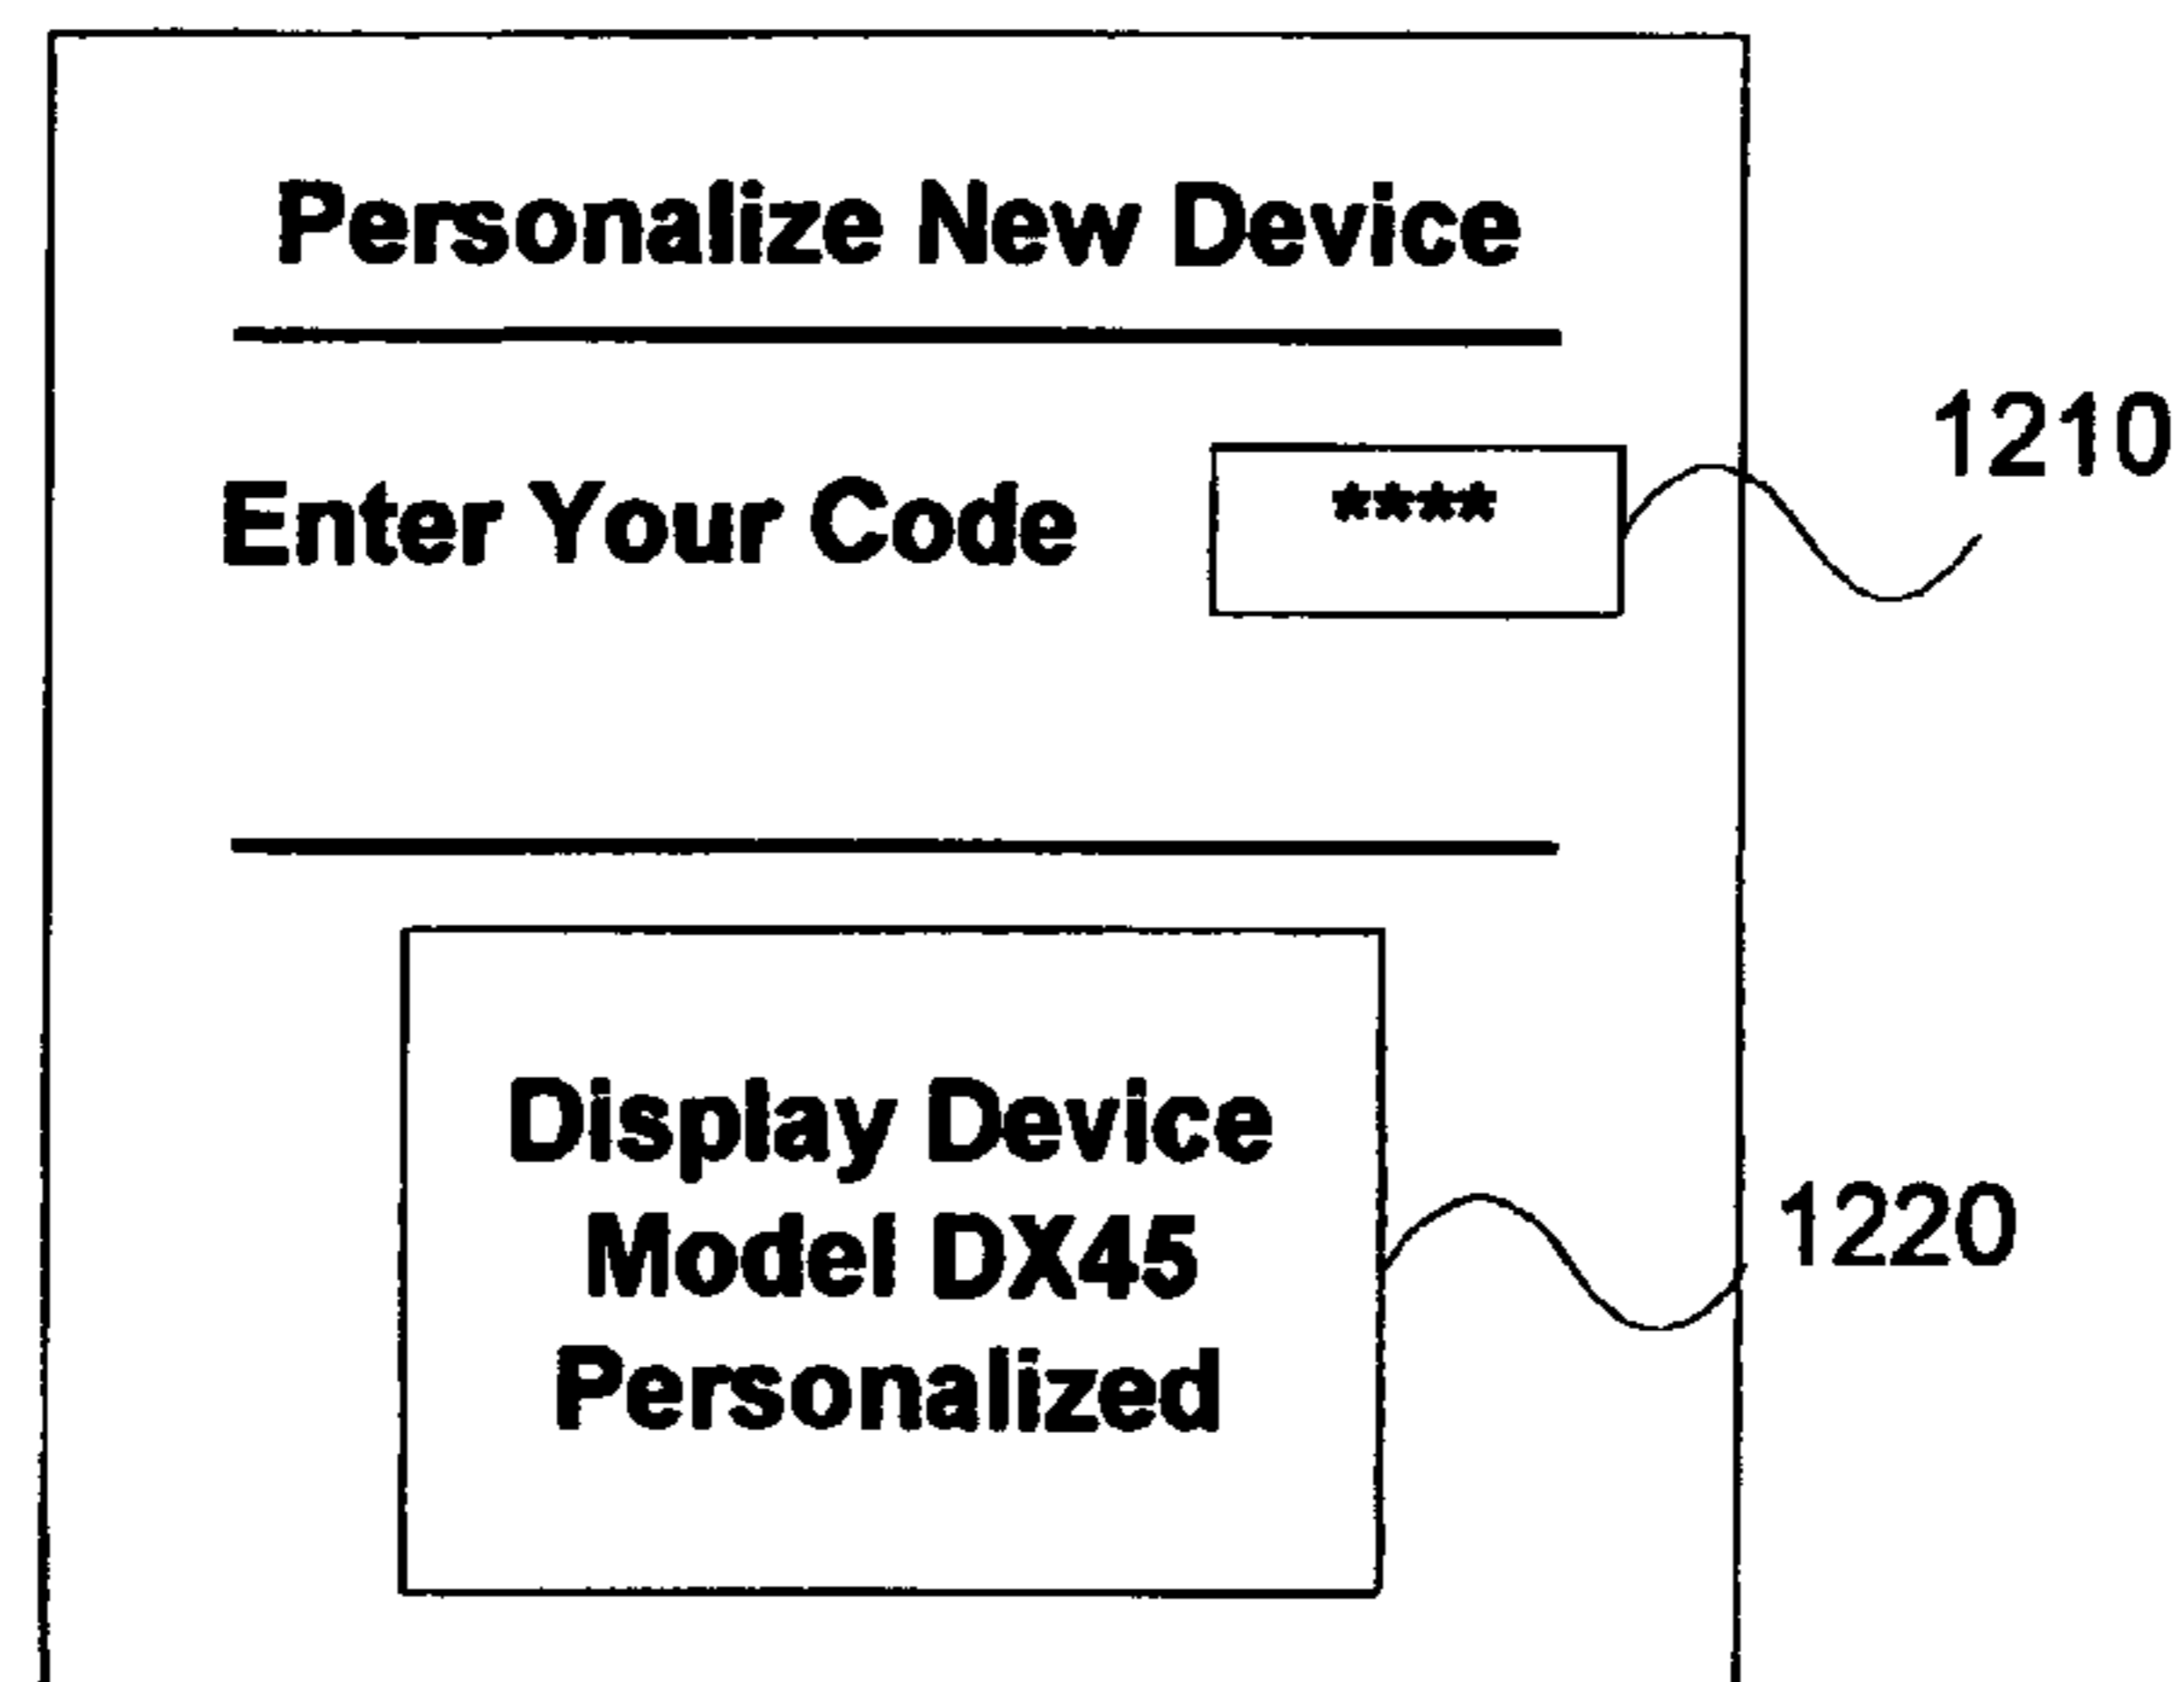 Personalize New Device
1210
Enter Your Code ****
Display Device
Model DX45
Personalized
1220